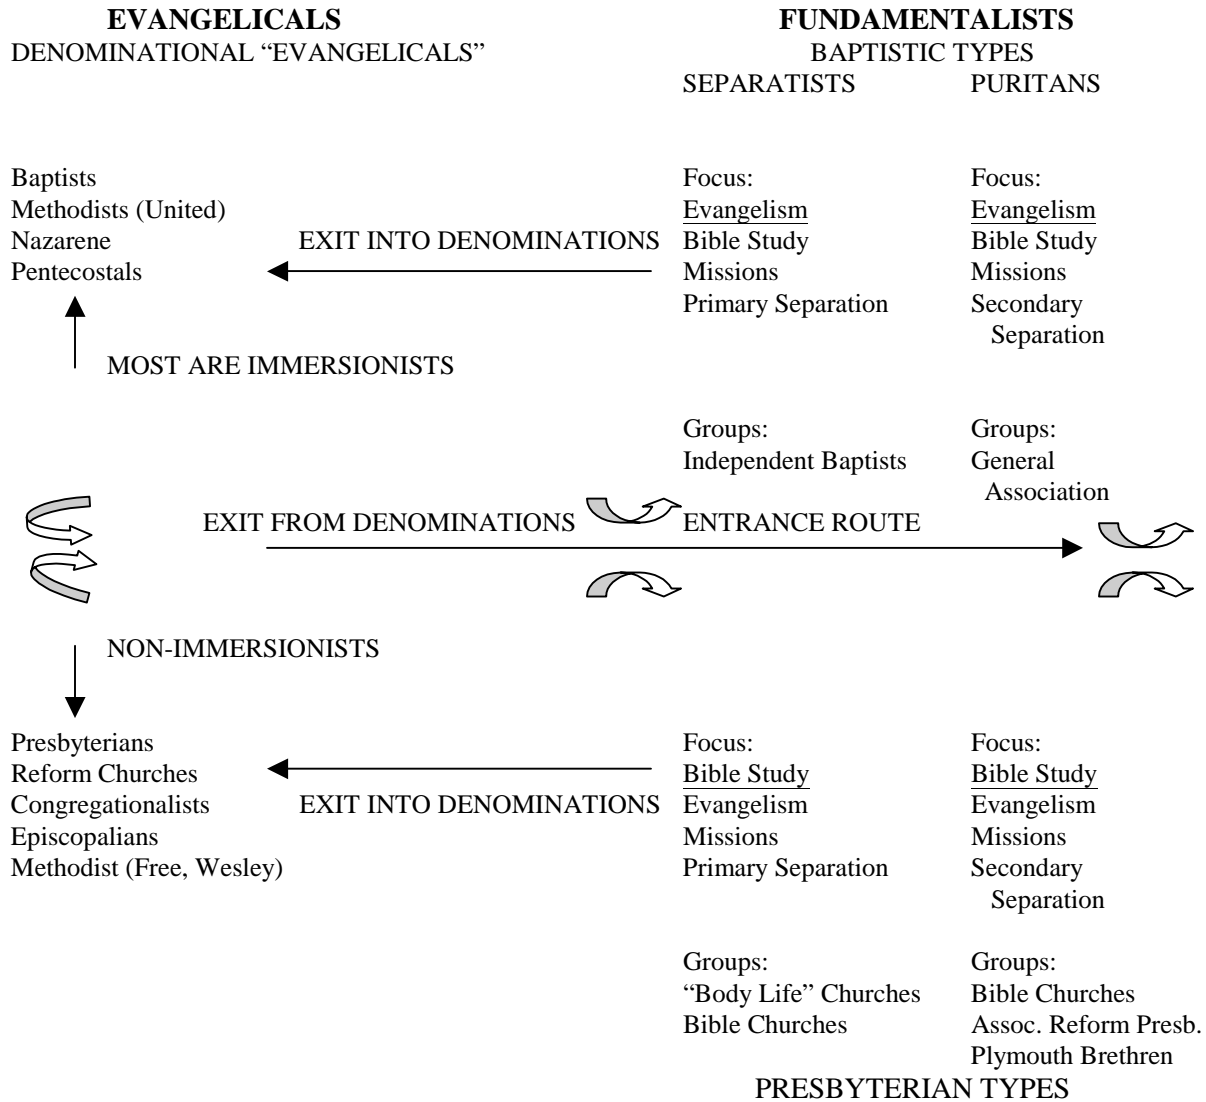 EVANGELICALS FUNDAMENTALISTS
DENOMINATIONAL “EVANGELICALS” BAPTISTIC TYPES
SEPARATISTS PURITANS
Baptists Focus: Focus:
Methodists (United) Evangelism Evangelism
Nazarene EXIT INTO DENOMINATIONS Bible Study Bible Study
Pentecostals Missions Missions
Primary Separation Secondary
Separation
MOST ARE IMMERSIONISTS
Groups: Groups:
Independent Baptists General
Association
EXIT FROM DENOMINATIONS ENTRANCE ROUTE
NON-IMMERSIONISTS
Presbyterians Focus: Focus:
Reform Churches Bible Study Bible Study
Congregationalists EXIT INTO DENOMINATIONS Evangelism Evangelism
Episcopalians Missions Missions
Methodist (Free, Wesley) Primary Separation Secondary
Separation
Groups: Groups:
“Body Life” Churches Bible Churches
Bible Churches Assoc. Reform Presb.
Plymouth Brethren
PRESBYTERIAN TYPES